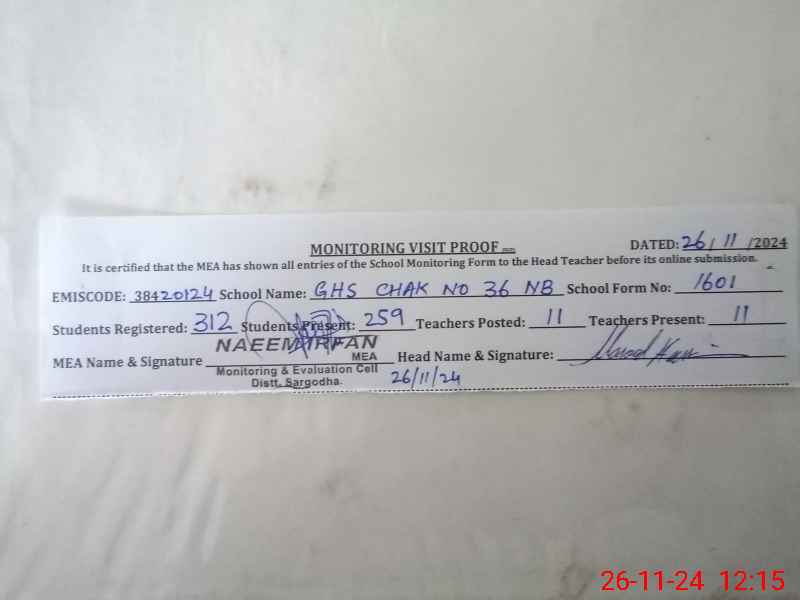 MONITORING VISIT PROOF DATED: 26/11/2024
It is certified that the MEA has shown all entries of the School Monitoring Form to the Head Teacher before its online submission.
EMISCODE: 38420124 School Name: GHS CHAK NO 36 NB School Form No: 1601
Students Registered: 312 Students Present: 259 Teachers Posted: 11 Teachers Present: 11
NAEEM IRFAN
MEA Name & Signature MEA Head Name & Signature:
Monitoring & Evaluation Cell
Distt. Sargodha. 26/11/24
26-11-24 12:15